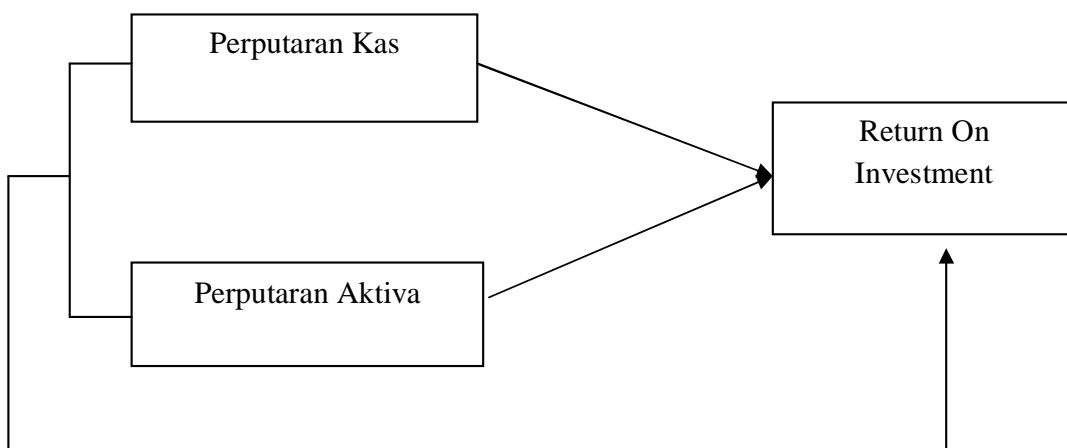 Perputaran Kas
Return On
Investment
Perputaran Aktiva